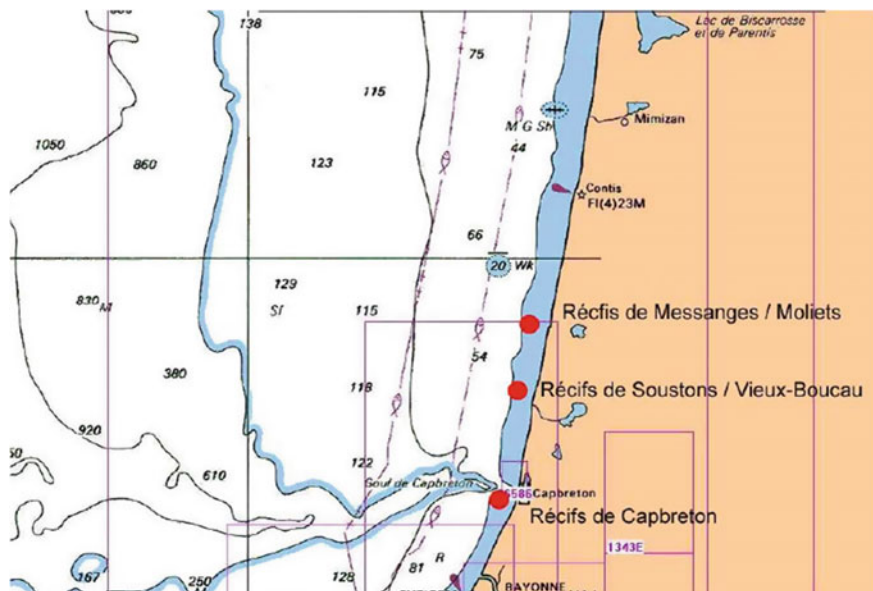 138
Lac de Biscarrosse
et de Parentis
75
115
M G Sh
Mimizan
44
1050
860
123
Contis
Fl(4)23M
66
20 Wk
129
830
M
SI
115
Récfis de Messanges / Moliets
54
380
118
Récifs de Soustons / Vieux-Boucau
920
122
610
Gouf de Capbreton
6586
Capbreton
Récifs de Capbreton
1343E
R
81
167
250
128
BAYONNE